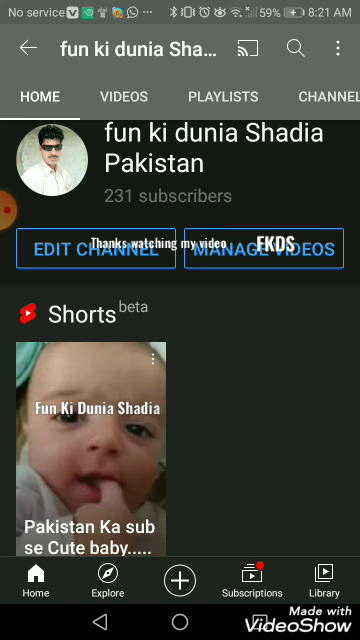 No service 59% 8:21 AM
fun ki dunia Sha...
HOME VIDEOS PLAYLISTS CHANNEL
fun ki dunia Shadia
Pakistan
231 subscribers
EDIT CHANNEL MANAGE VIDEOS
Thanks watching my video FKDS
Shorts beta
Fun Ki Dunia Shadia
Pakistan Ka sub
se Cute baby.....
Home Explore Subscriptions Library
Made with
VideoShow